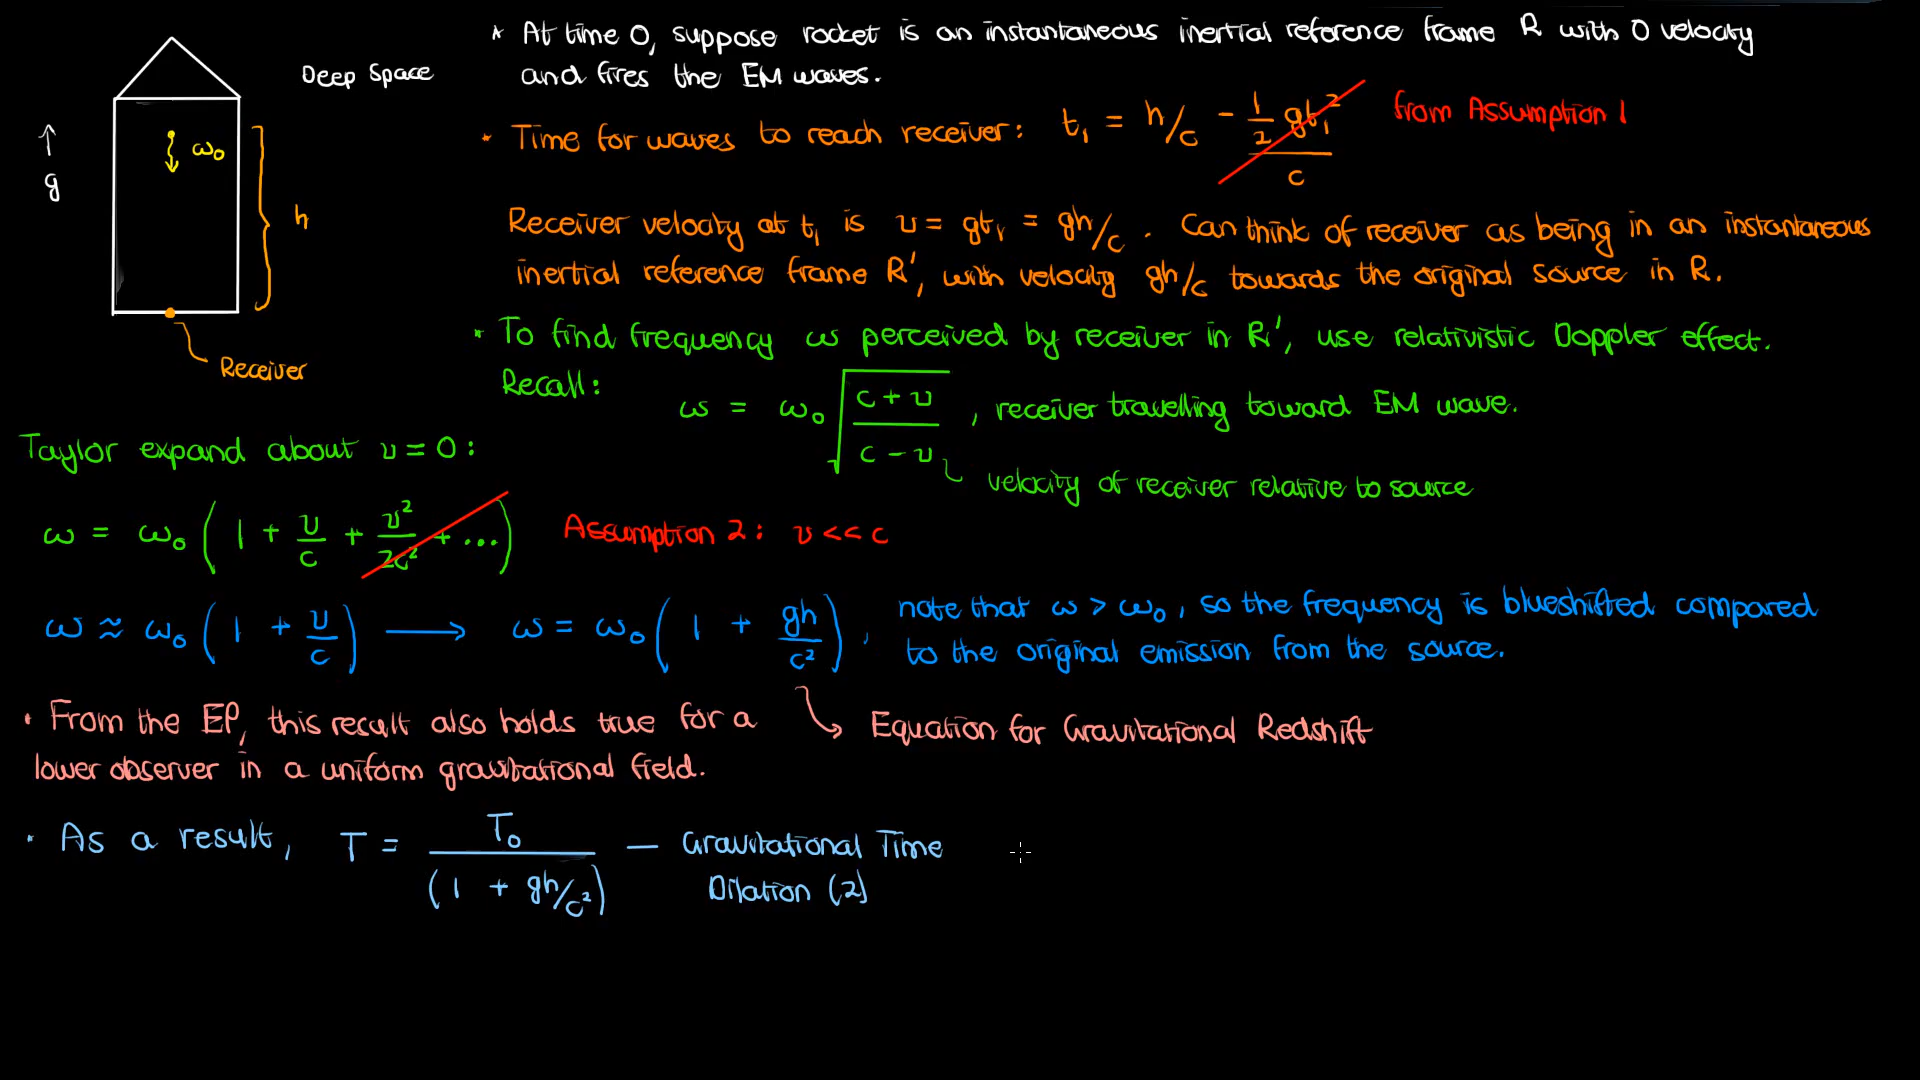 * At time 0, suppose rocket is an instantaneous inertial reference frame R with 0 velocity
and fires the EM waves.
Deep Space
g
ω₀
h
Receiver
• Time for waves to reach receiver: t₁ = h/c - ½gt₁²/c from Assumption 1
Receiver velocity at t₁ is v = gt₁ = gh/c. Can think of receiver as being in an instantaneous
inertial reference frame R', with velocity gh/c towards the original source in R.
• To find frequency ω perceived by receiver in R', use relativistic Doppler effect.
Recall: ω = ω₀ √((c + v)/(c - v)), receiver travelling toward EM wave.
velocity of receiver relative to source
Taylor expand about v = 0:
ω = ω₀ (1 + v/c + v²/2c² + ...) Assumption 2: v << c
ω ≈ ω₀ (1 + v/c) → ω = ω₀ (1 + gh/c²), note that ω > ω₀, so the frequency is blueshifted compared
to the original emission from the source.
Equation for Gravitational Redshift
• From the EP, this result also holds true for a
lower observer in a uniform gravitational field.
• As a result, T = T₀/(1 + gh/c²) — Gravitational Time
Dilation (2)